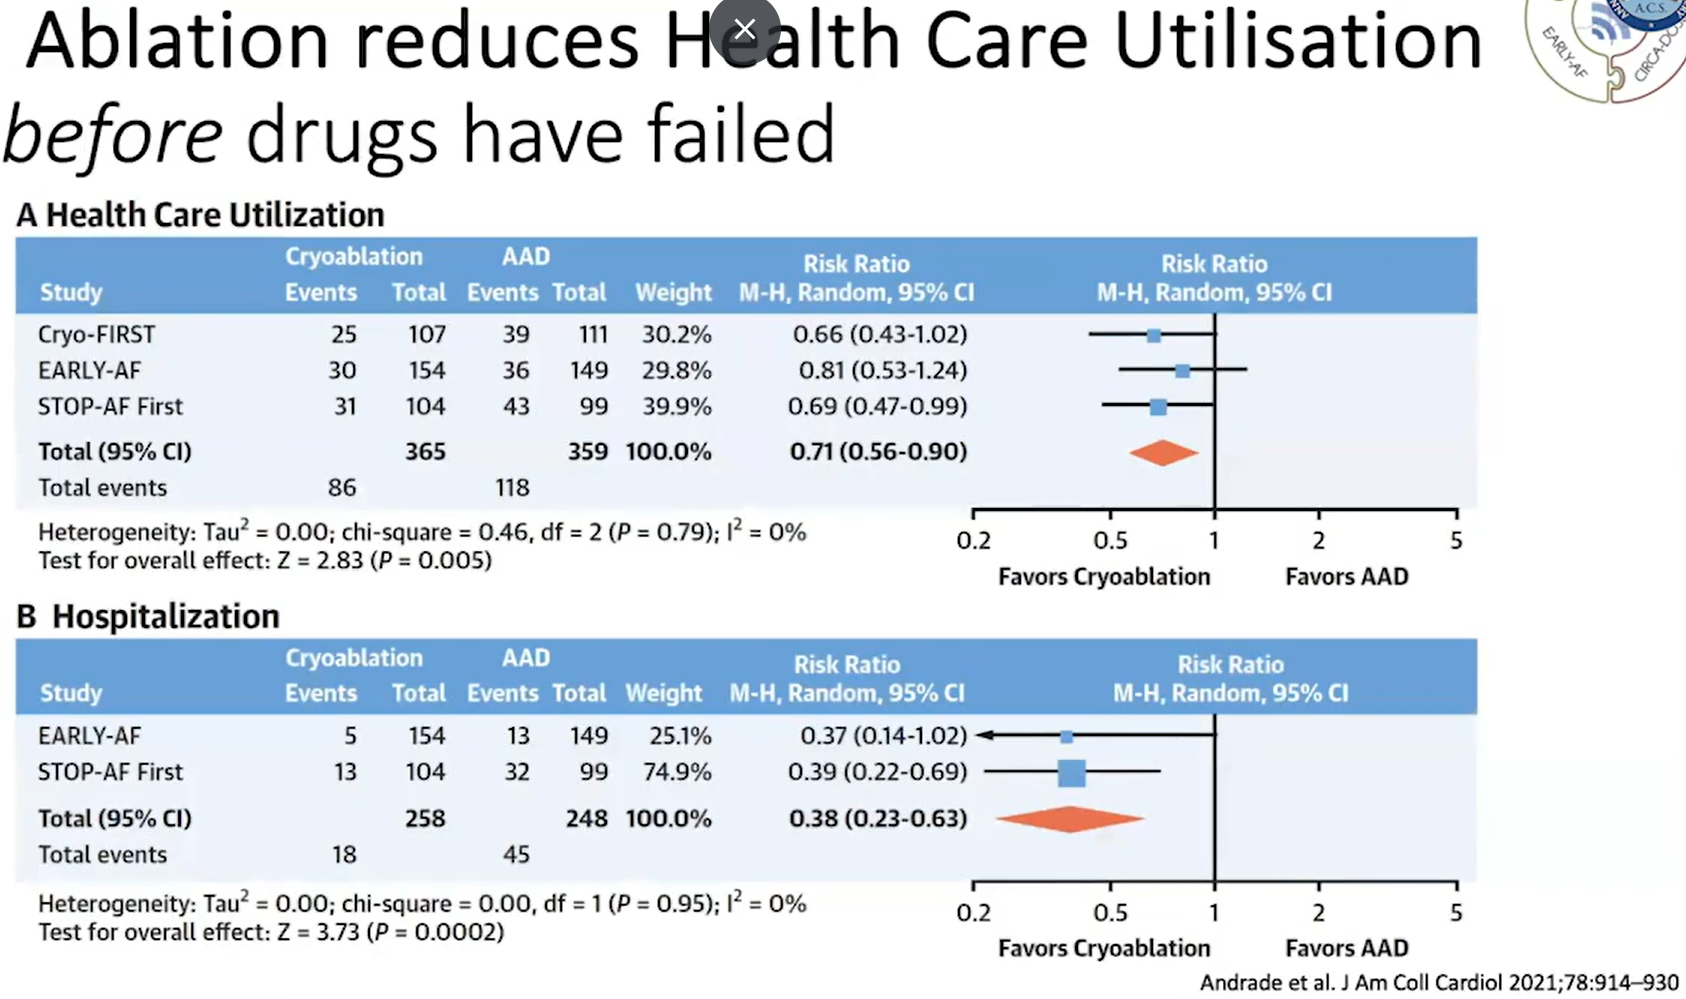 Ablation reduces Health Care Utilisation
before drugs have failed
A.C.S.
EARLY-AF
A Health Care Utilization
Cryoablation AAD Risk Ratio Risk Ratio
Study Events Total Events Total Weight M-H, Random, 95% CI M-H, Random, 95% CI
Cryo-FIRST 25 107 39 111 30.2% 0.66 (0.43-1.02)
EARLY-AF 30 154 36 149 29.8% 0.81 (0.53-1.24)
STOP-AF First 31 104 43 99 39.9% 0.69 (0.47-0.99)
Total (95% CI) 365 359 100.0% 0.71 (0.56-0.90)
Total events 86 118
Heterogeneity: Tau² = 0.00; chi-square = 0.46, df = 2 (P = 0.79); I² = 0%
Test for overall effect: Z = 2.83 (P = 0.005)
0.2 0.5 1 2 5
Favors Cryoablation Favors AAD
B Hospitalization
Cryoablation AAD Risk Ratio Risk Ratio
Study Events Total Events Total Weight M-H, Random, 95% CI M-H, Random, 95% CI
EARLY-AF 5 154 13 149 25.1% 0.37 (0.14-1.02)
STOP-AF First 13 104 32 99 74.9% 0.39 (0.22-0.69)
Total (95% CI) 258 248 100.0% 0.38 (0.23-0.63)
Total events 18 45
Heterogeneity: Tau² = 0.00; chi-square = 0.00, df = 1 (P = 0.95); I² = 0%
Test for overall effect: Z = 3.73 (P = 0.0002)
0.2 0.5 1 2 5
Favors Cryoablation Favors AAD
Andrade et al. J Am Coll Cardiol 2021;78:914–930